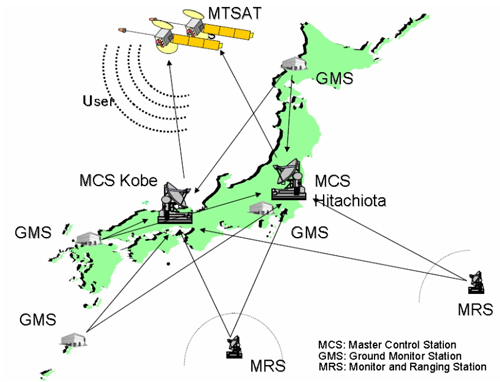 MTSAT
User
GMS
MCS Kobe
MCS
Hitachiota
GMS
GMS
GMS
MRS
MRS
MCS: Master Control Station
GMS: Ground Monitor Station
MRS: Monitor and Ranging Station